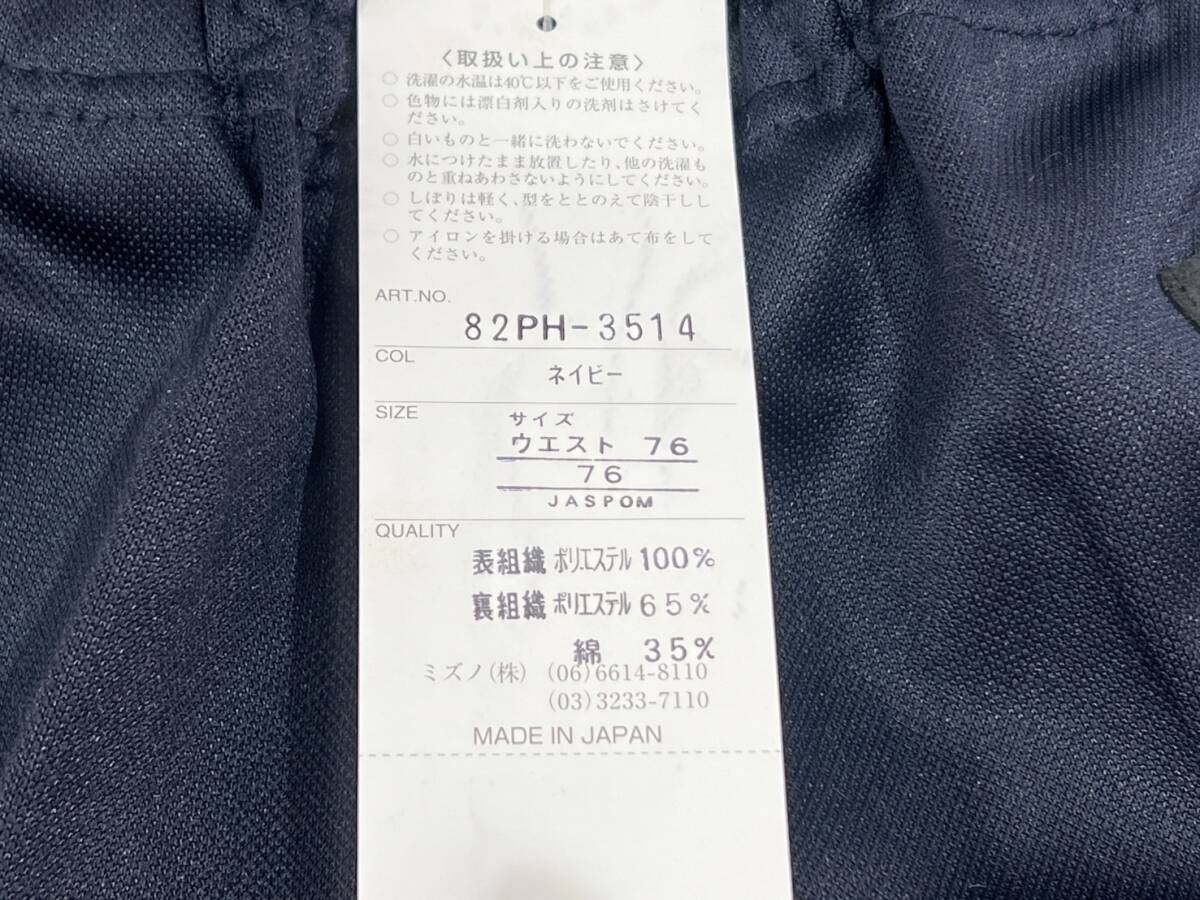 〈取扱い上の注意〉
○ 洗濯の水温は40℃以下をご使用ください。
○ 色物には漂白剤入りの洗剤はさけてく
ださい。
○ 白いものと一緒に洗わないでください。
○ 水につけたまま放置したり、他の洗濯も
のと重ねあわさないようにしてください。
○ しぼりは軽く、型をととのえて陰干しし
てください。
○ アイロンを掛ける場合はあて布をして
ください。
ART.NO.
82PH-3514
COL
ネイビー
SIZE
サイズ
ウエスト 76
76
JASPOM
QUALITY
表組織 ポリエステル 100%
裏組織 ポリエステル 65%
綿 35%
ミズノ(株) (06)6614-8110
(03)3233-7110
MADE IN JAPAN